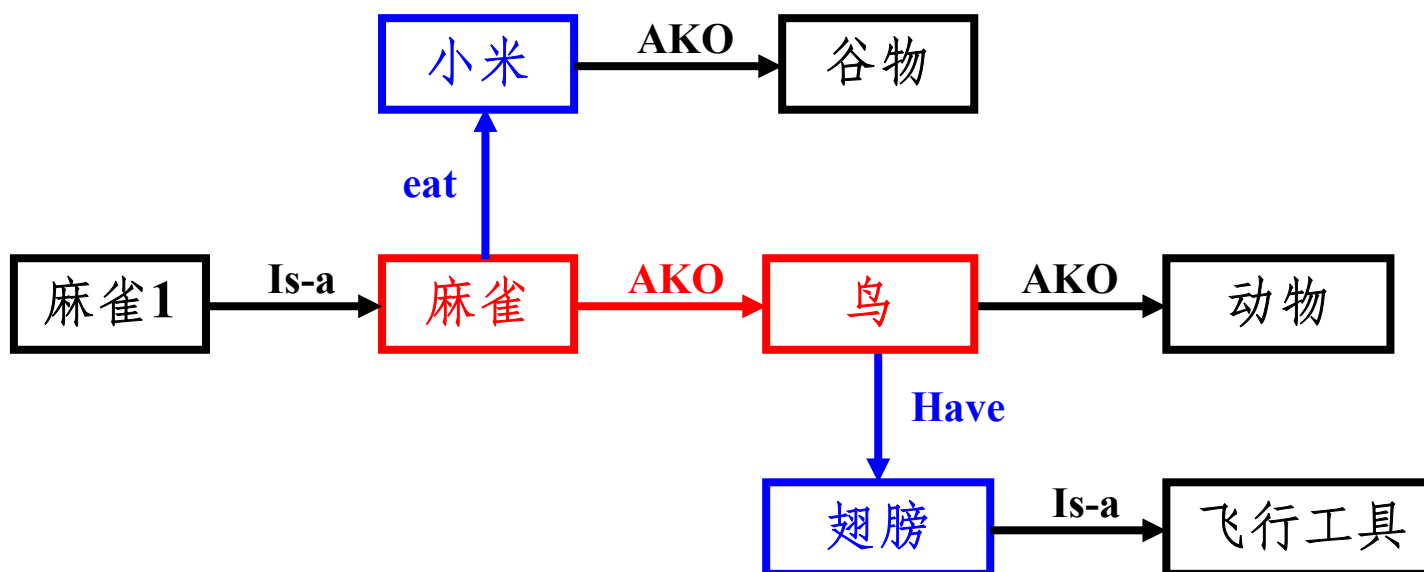 小米
AKO
谷物
eat
麻雀1
Is-a
麻雀
AKO
鸟
AKO
动物
Have
翅膀
Is-a
飞行工具